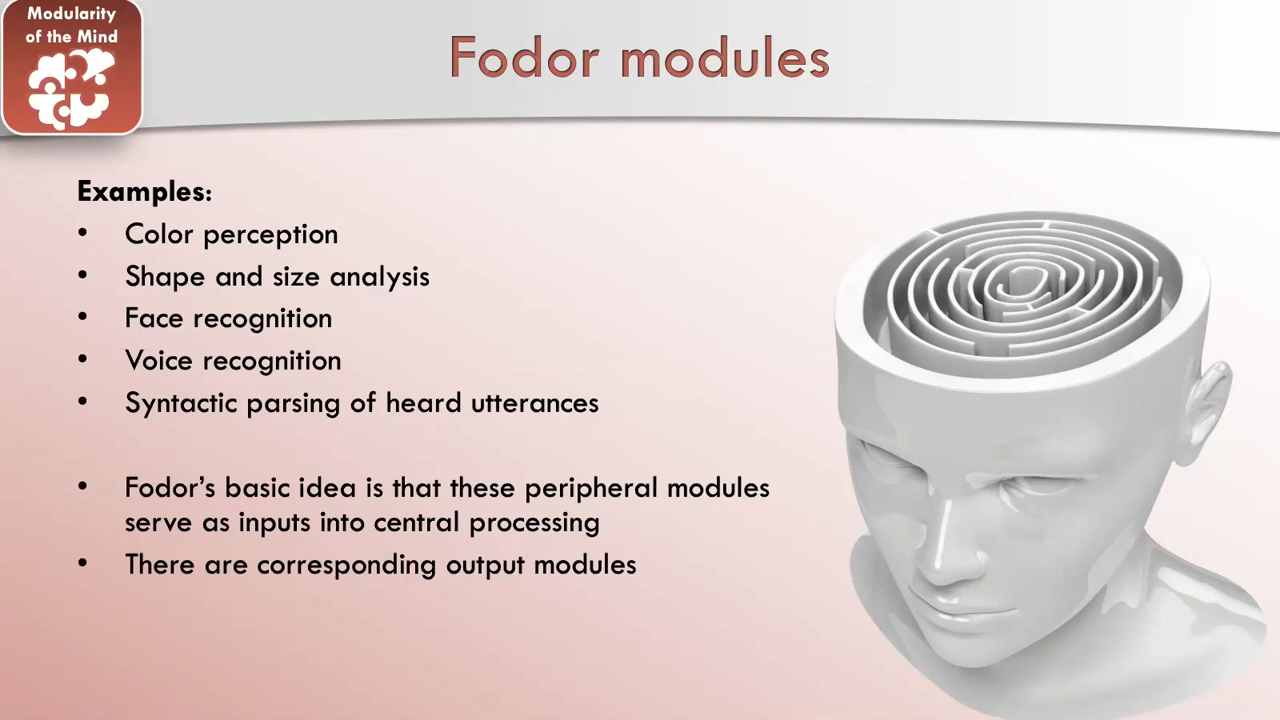 Modularity
of the Mind
Fodor modules
Examples:
• Color perception
• Shape and size analysis
• Face recognition
• Voice recognition
• Syntactic parsing of heard utterances
• Fodor’s basic idea is that these peripheral modules
serve as inputs into central processing
• There are corresponding output modules